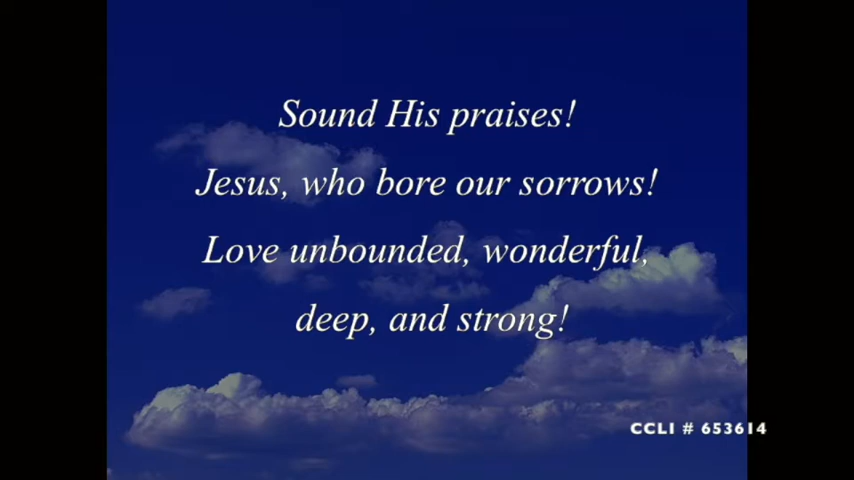 Sound His praises!
Jesus, who bore our sorrows!
Love unbounded, wonderful,
deep, and strong!
CCLI # 653614